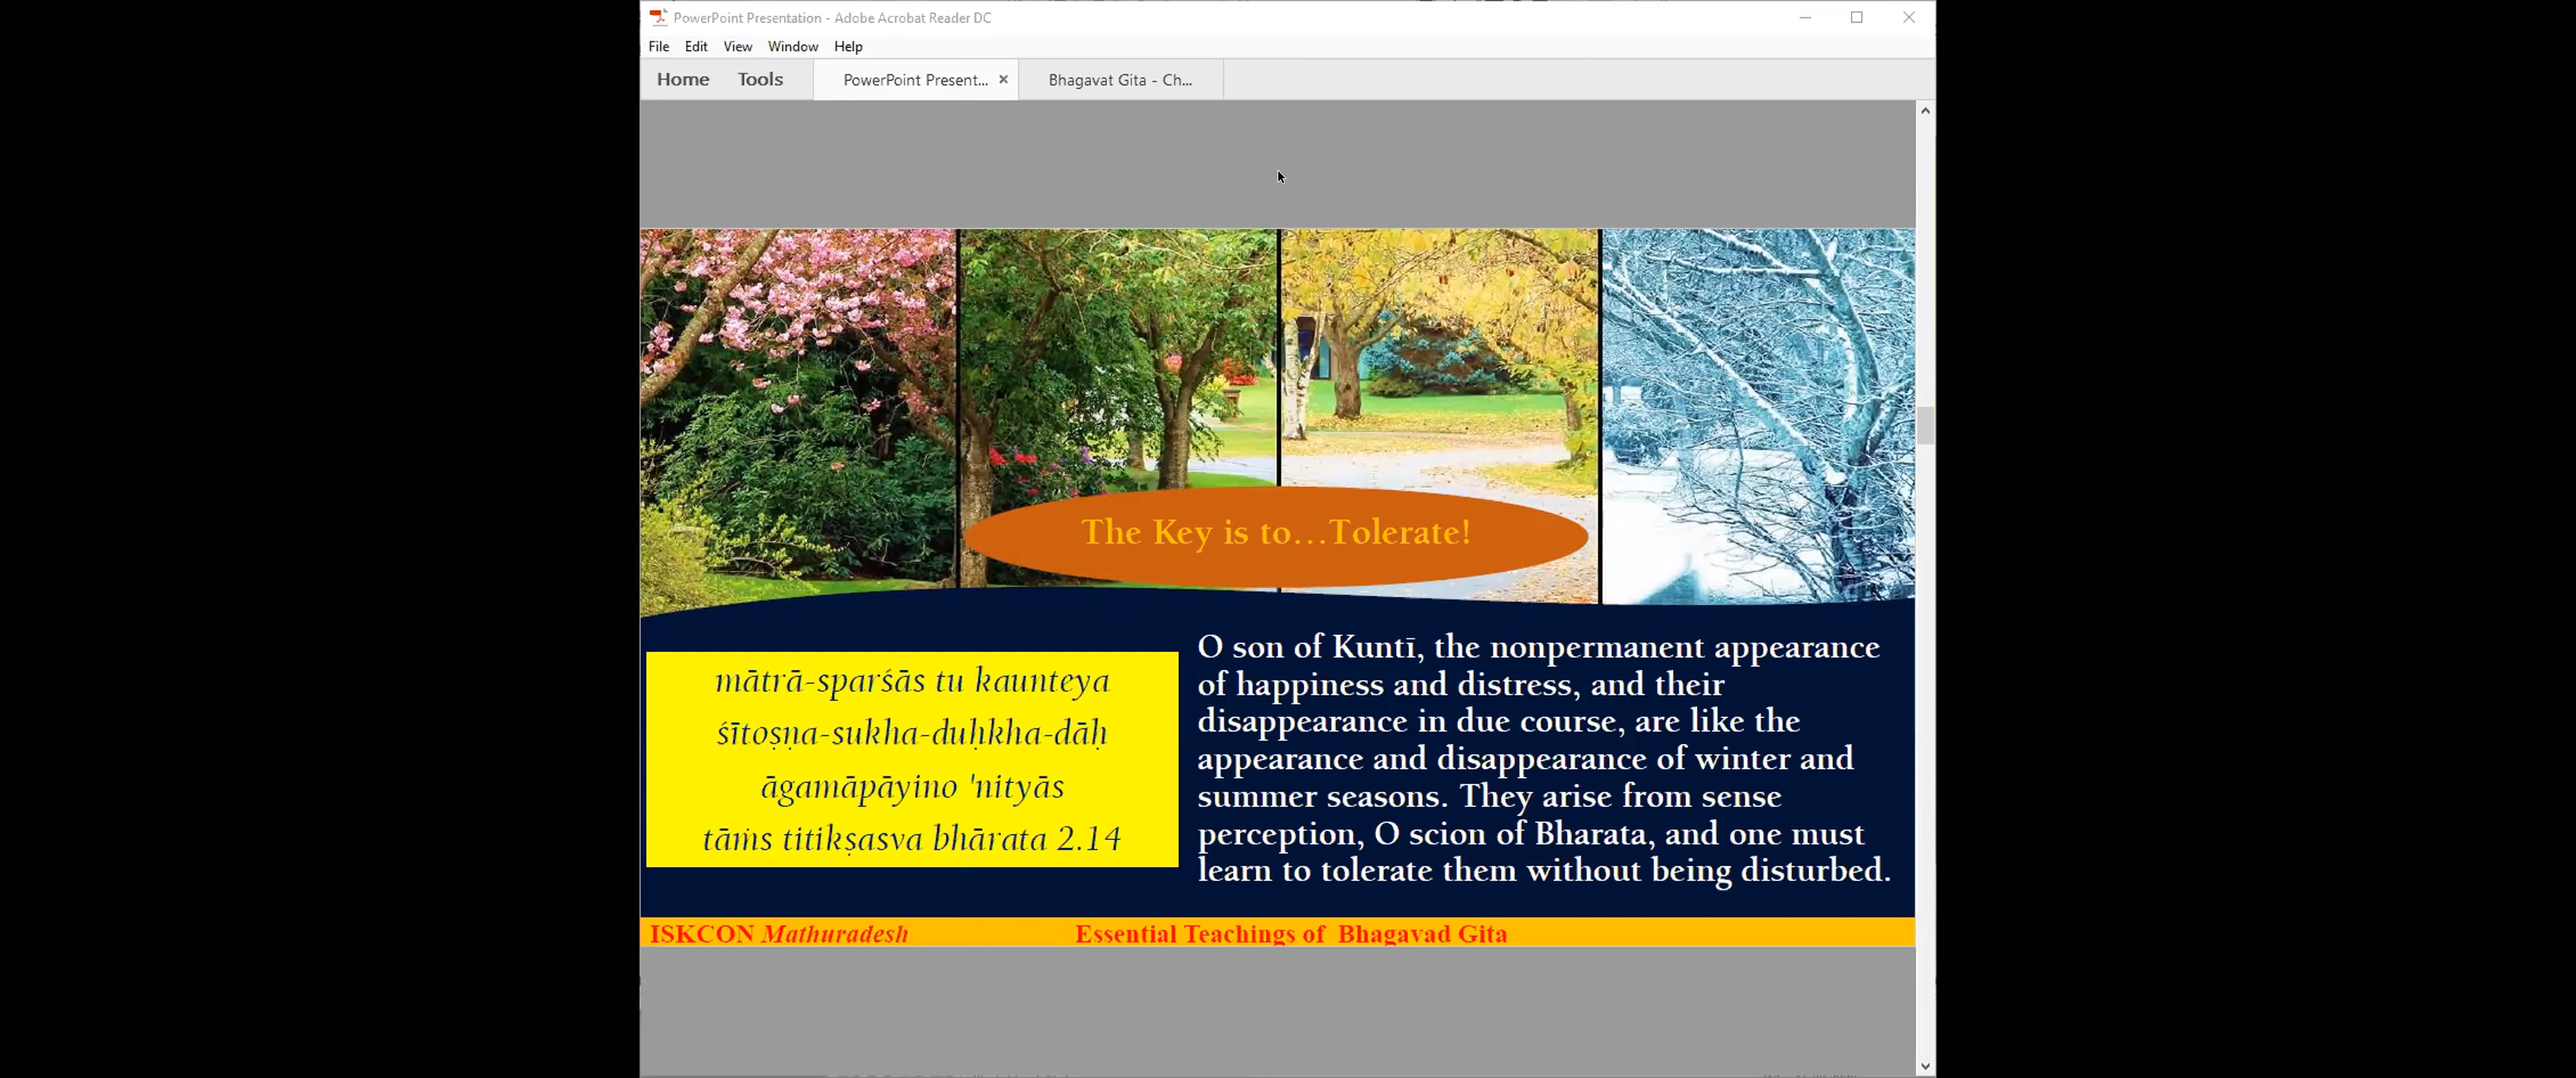 PowerPoint Presentation - Adobe Acrobat Reader DC
File Edit View Window Help
Home Tools PowerPoint Present... × Bhagavat Gita - Ch...
The Key is to...Tolerate!
mātrā-sparśās tu kaunteya
śītoṣṇa-sukha-duḥkha-dāḥ
āgamāpāyino 'nityās
tāṁs titikṣasva bhārata 2.14
O son of Kuntī, the nonpermanent appearance
of happiness and distress, and their
disappearance in due course, are like the
appearance and disappearance of winter and
summer seasons. They arise from sense
perception, O scion of Bharata, and one must
learn to tolerate them without being disturbed.
ISKCON Mathuradesh Essential Teachings of Bhagavad Gita